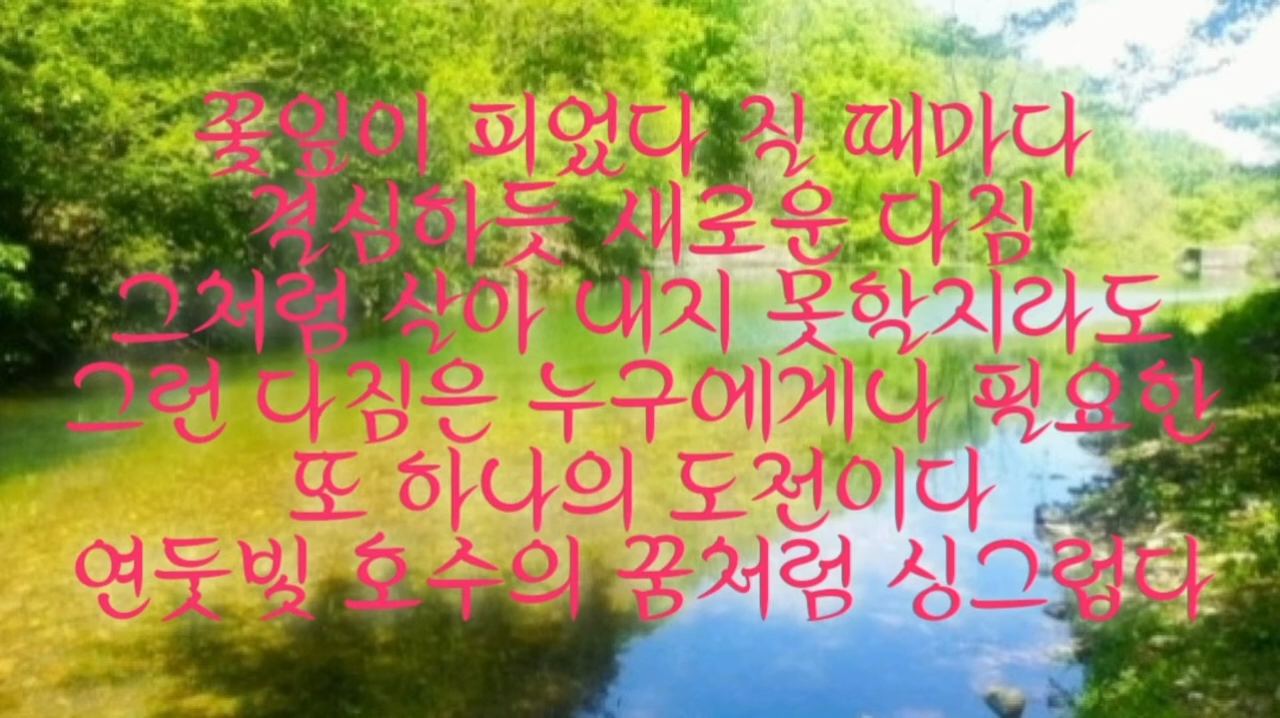 꽃잎이 피었다 질 때마다
결심하듯 새로운 다짐
그처럼 살아 내지 못할지라도
그런 다짐은 누구에게나 필요한
또 하나의 도전이다
연둣빛 호수의 꿈처럼 싱그럽다